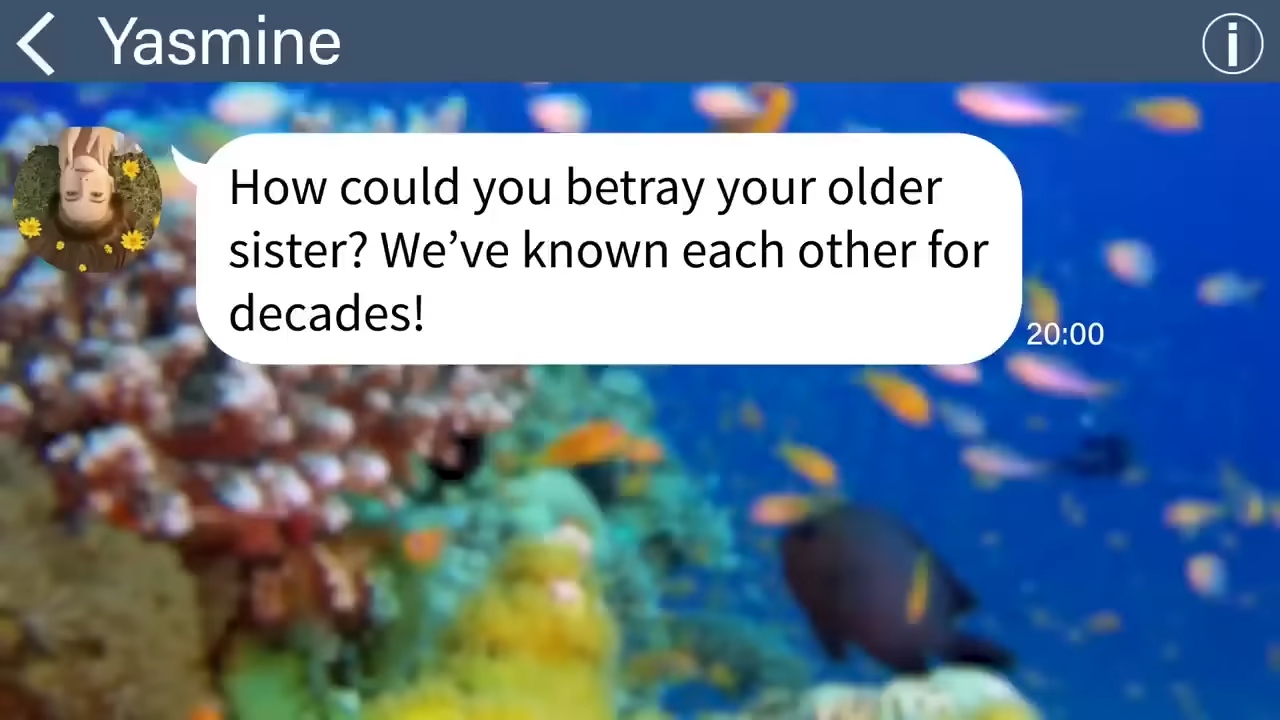 Yasmine
How could you betray your older
sister? We’ve known each other for
decades!
20:00